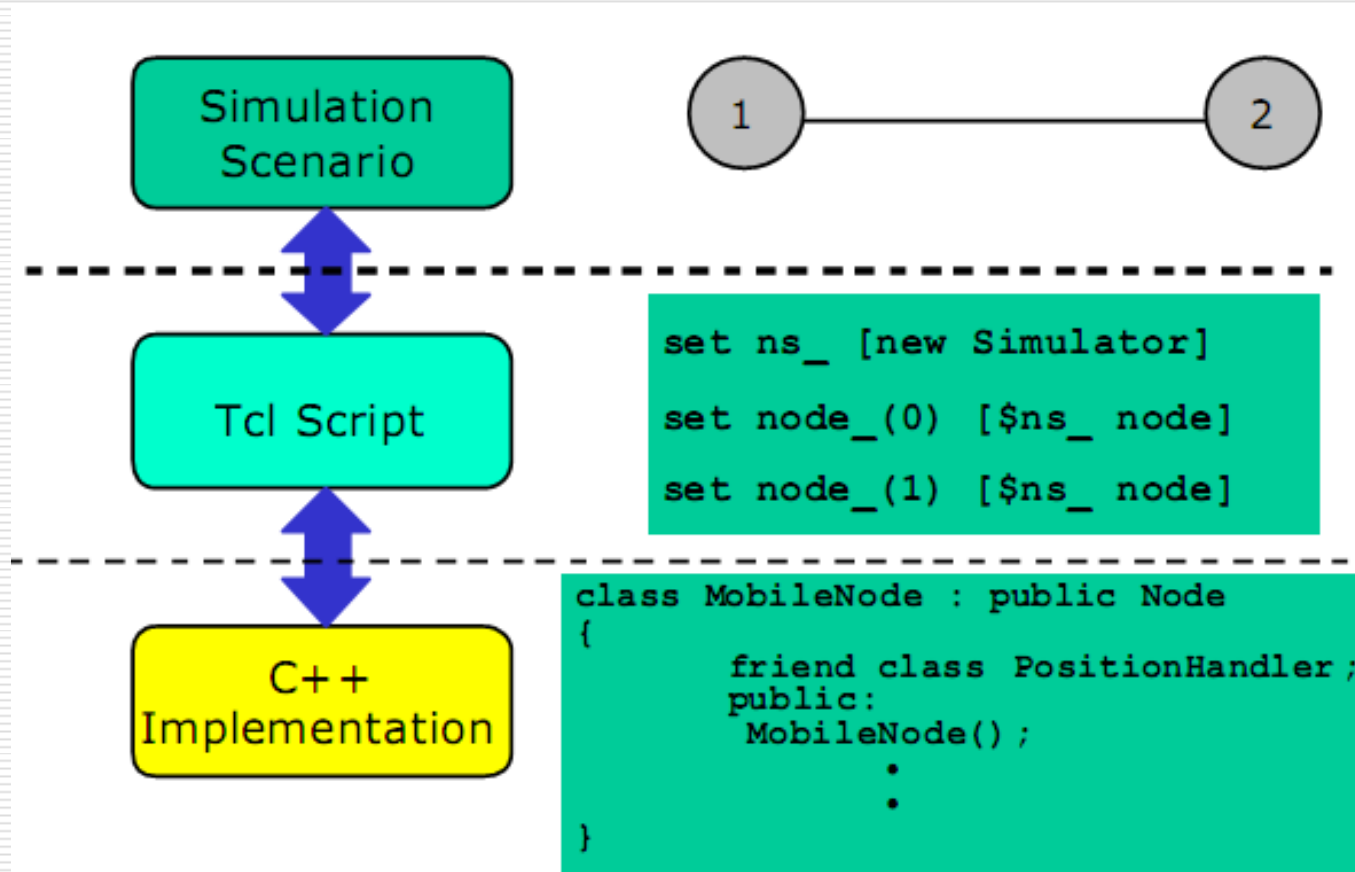 Simulation
Scenario
1
2
Tcl Script
set ns_ [new Simulator]
set node_(0) [$ns_ node]
set node_(1) [$ns_ node]
C++
Implementation
class MobileNode : public Node
{
friend class PositionHandler;
public:
MobileNode();
•
•
}